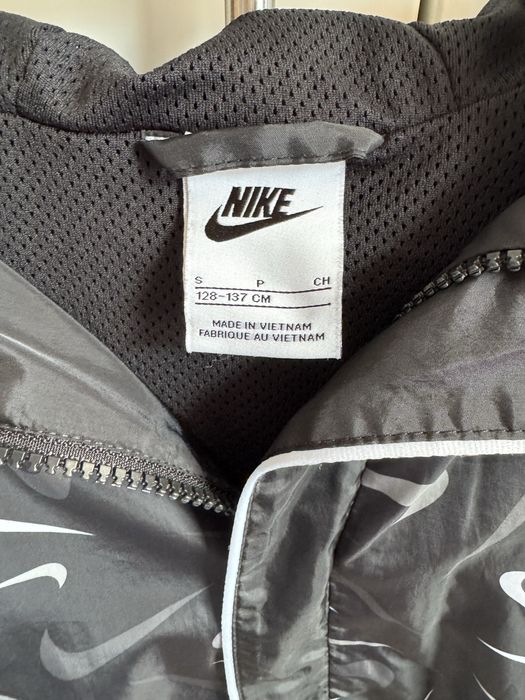 NIKE
S P CH
128-137 CM
MADE IN VIETNAM
FABRIQUE AU VIETNAM